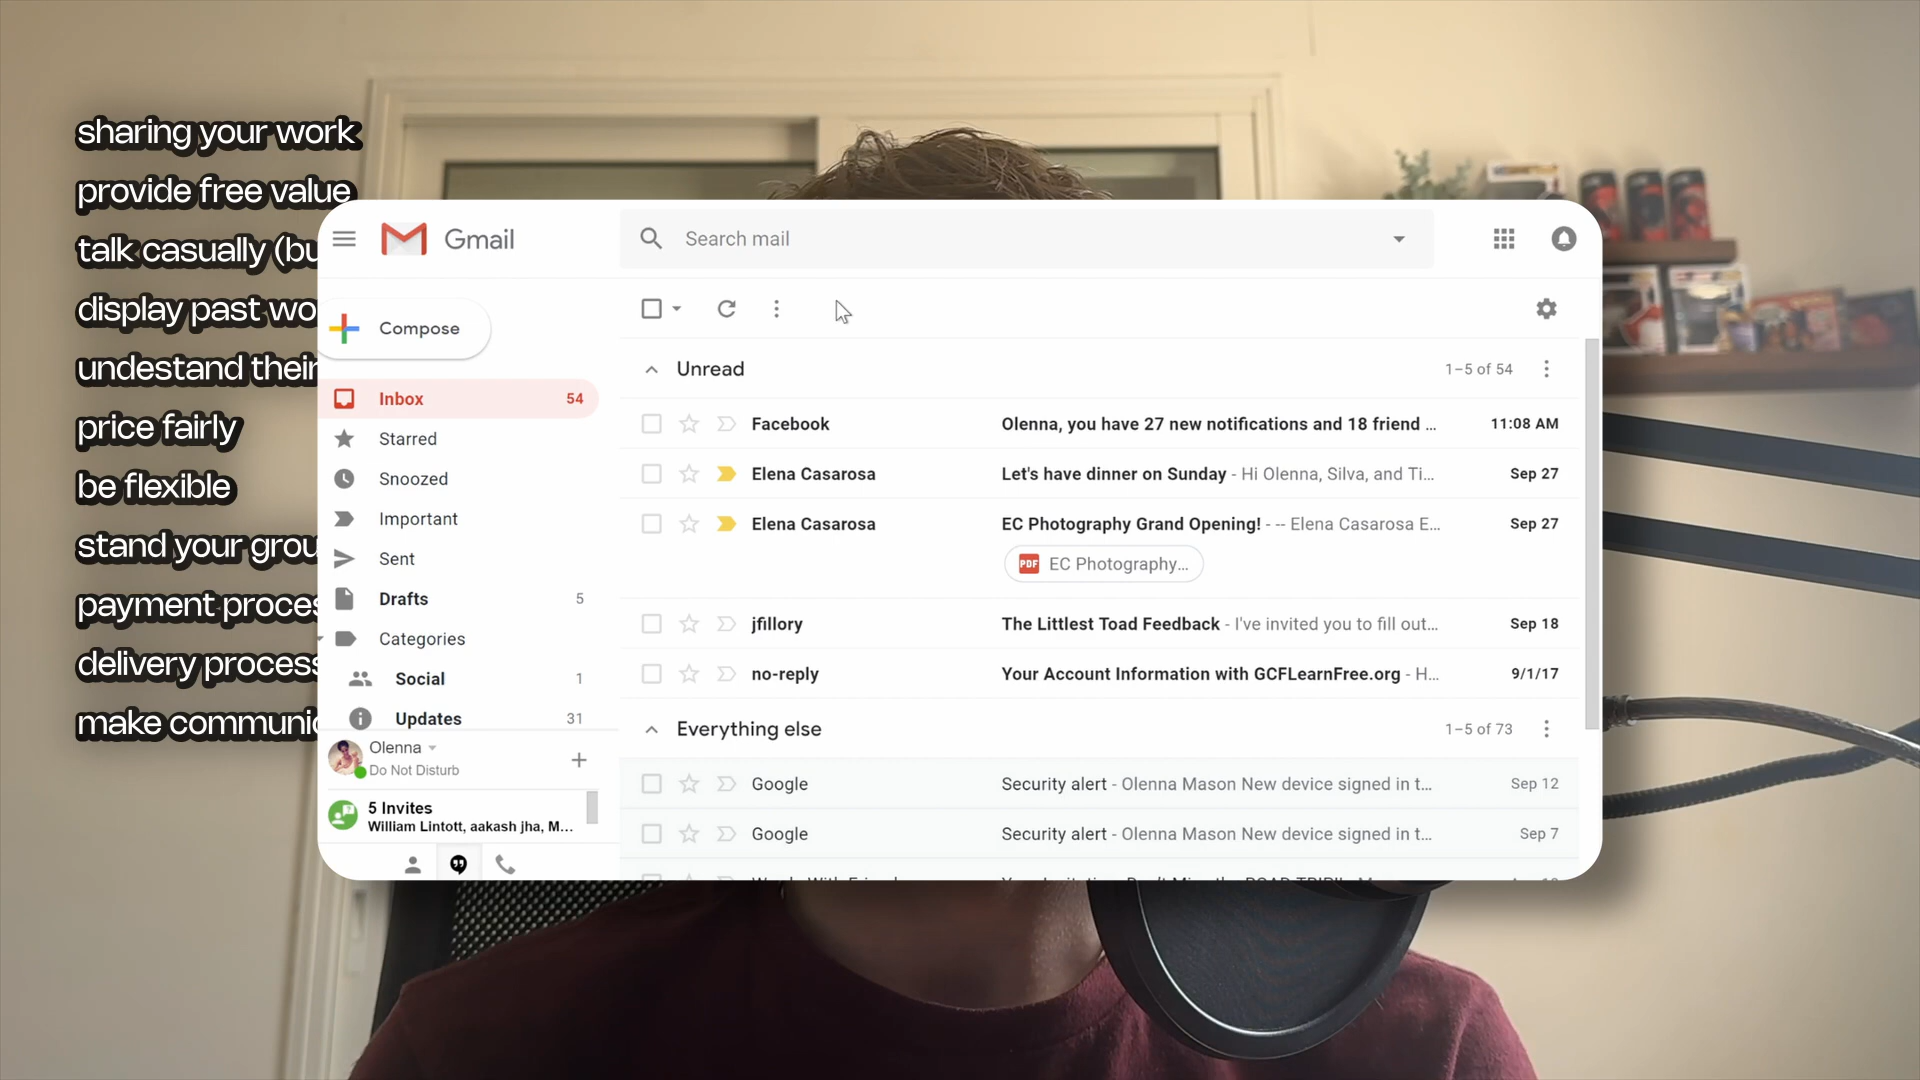 sharing your work
provide free value
talk casually (bu
display past wo
undestand their
price fairly
be flexible
stand your grou
payment proces
delivery process
make communic
Gmail
Search mail
Compose
Inbox 54
Starred
Snoozed
Important
Sent
Drafts 5
Categories
Social 1
Updates 31
Olenna
Do Not Disturb
5 Invites
William Lintott, aakash jha, M...
Unread 1–5 of 54
Facebook Olenna, you have 27 new notifications and 18 friend ... 11:08 AM
Elena Casarosa Let's have dinner on Sunday - Hi Olenna, Silva, and Ti... Sep 27
Elena Casarosa EC Photography Grand Opening! - -- Elena Casarosa E... Sep 27
PDF EC Photography...
jfillory The Littlest Toad Feedback - I've invited you to fill out... Sep 18
no-reply Your Account Information with GCFLearnFree.org - H... 9/1/17
Everything else 1–5 of 73
Google Security alert - Olenna Mason New device signed in t... Sep 12
Google Security alert - Olenna Mason New device signed in t... Sep 7